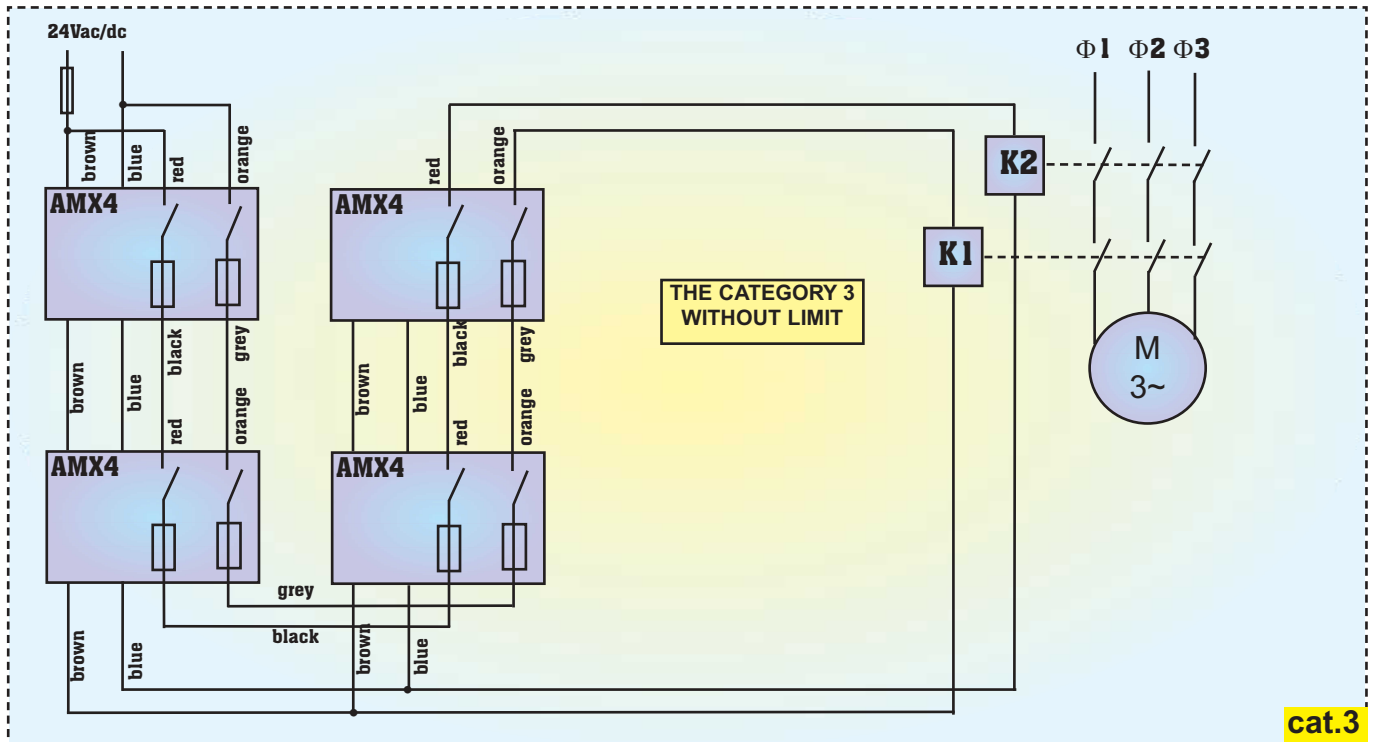 24Vac/dc
Φ1 Φ2 Φ3
brown
blue
red
orange
red
orange
K2
AMX4
AMX4
K1
THE CATEGORY 3
WITHOUT LIMIT
black
grey
black
grey
M
3~
brown
blue
red
orange
brown
blue
red
orange
AMX4
AMX4
grey
black
brown
blue
brown
blue
cat.3